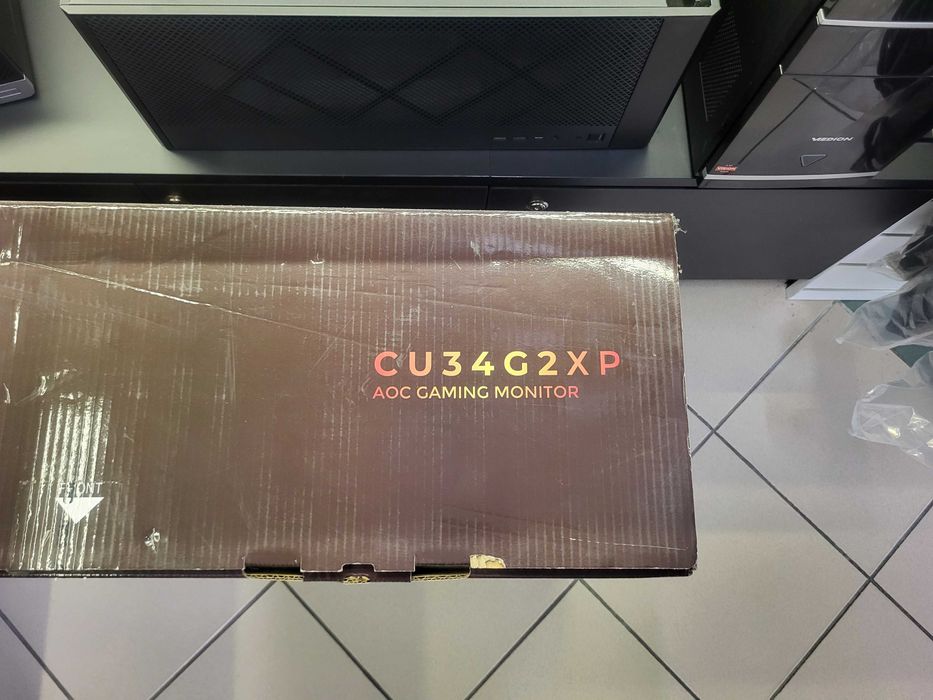 MEDION
CU34G2XP
AOC GAMING MONITOR
FRONT